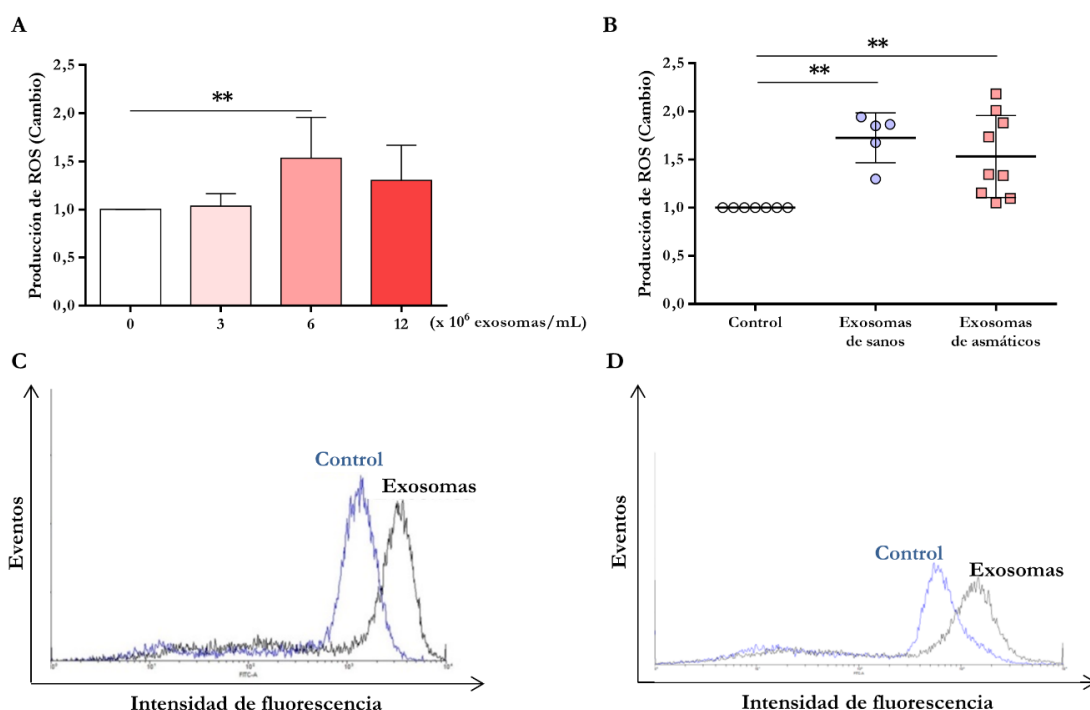 A
Producción de ROS (Cambio)
2,5
2,0
1,5
1,0
0,5
0,0
**
0 3 6 12 (x 10⁶ exosomas/mL)
B
Producción de ROS (Cambio)
2,5
2,0
1,5
1,0
0,5
0,0
**
**
Control Exosomas Exosomas
de sanos de asmáticos
C
Eventos
Control
Exosomas
FITC-A
Intensidad de fluorescencia
D
Eventos
Control
Exosomas
Intensidad de fluorescencia